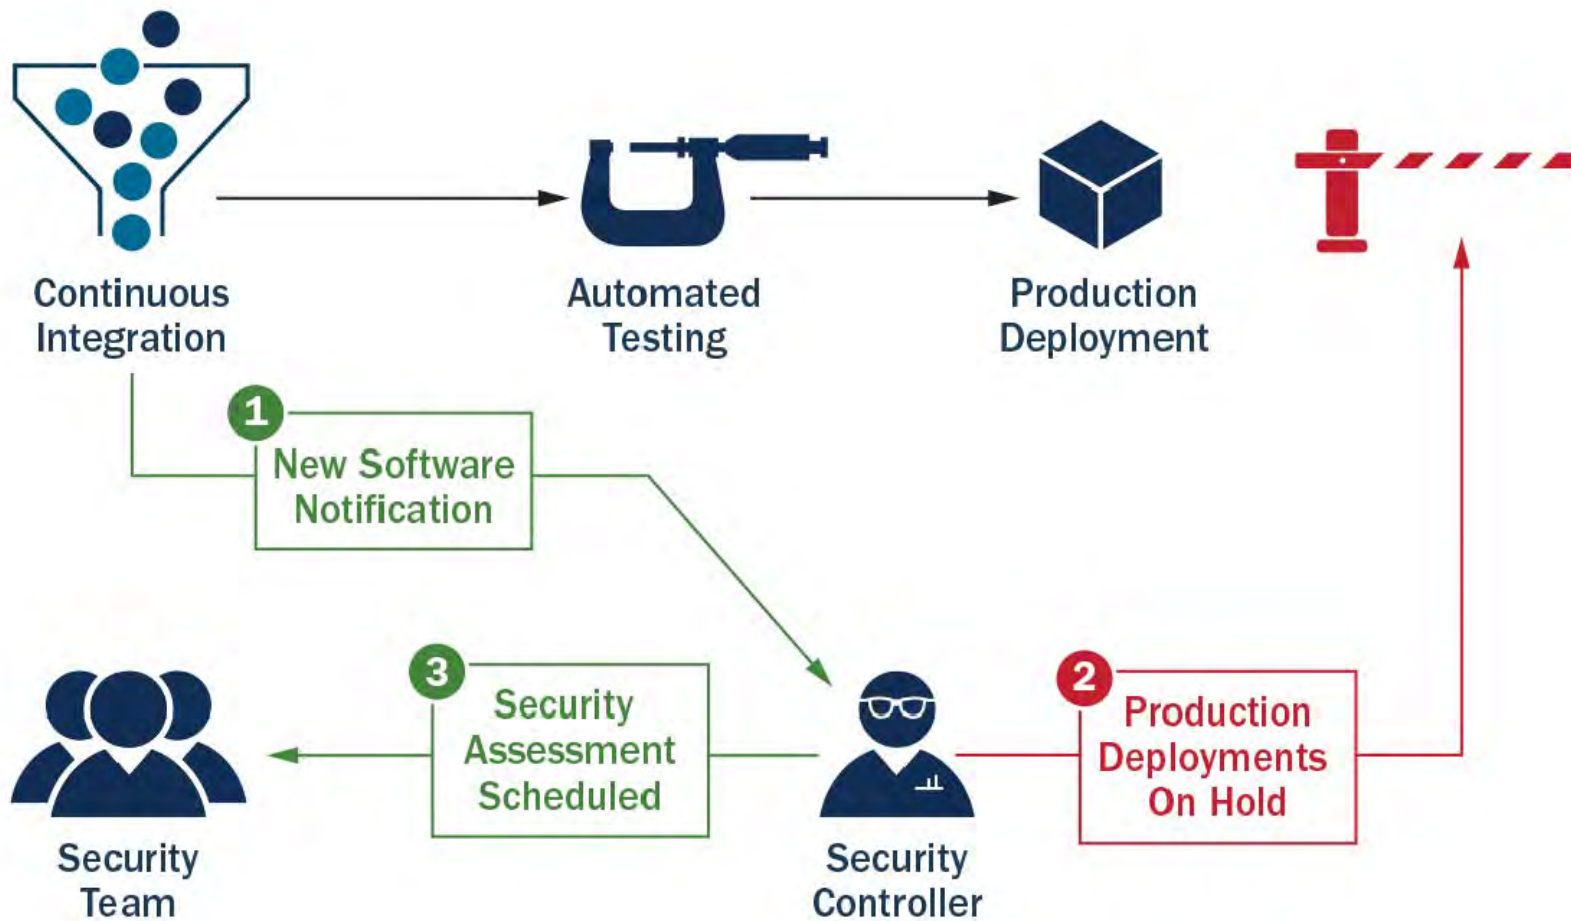 Continuous
Integration
Automated
Testing
Production
Deployment
1
New Software
Notification
3
Security
Assessment
Scheduled
2
Production
Deployments
On Hold
Security
Team
Security
Controller